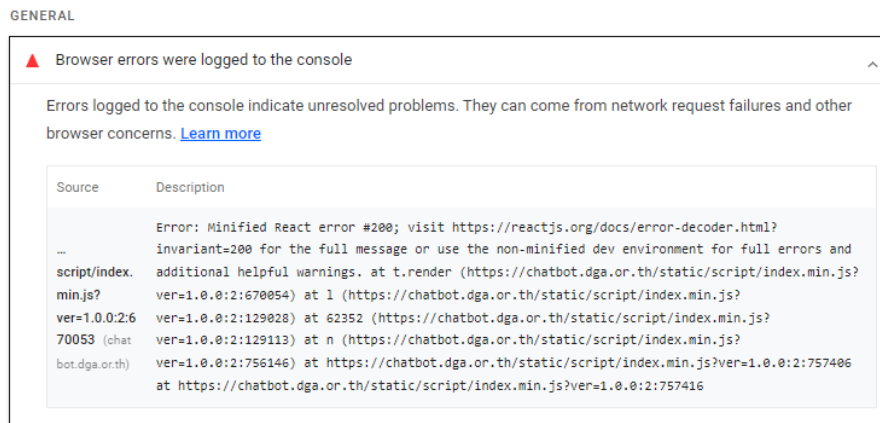 GENERAL
Browser errors were logged to the console
Errors logged to the console indicate unresolved problems. They can come from network request failures and other
browser concerns. Learn more
Source Description
Error: Minified React error #200; visit https://reactjs.org/docs/error-decoder.html?
… invariant=200 for the full message or use the non-minified dev environment for full errors and
script/index. additional helpful warnings. at t.render (https://chatbot.dga.or.th/static/script/index.min.js?
min.js? ver=1.0.0:2:670054) at l (https://chatbot.dga.or.th/static/script/index.min.js?
ver=1.0.0:2:6 ver=1.0.0:2:129028) at 62352 (https://chatbot.dga.or.th/static/script/index.min.js?
70053 (chat ver=1.0.0:2:129113) at n (https://chatbot.dga.or.th/static/script/index.min.js?
bot.dga.or.th) ver=1.0.0:2:756146) at https://chatbot.dga.or.th/static/script/index.min.js?ver=1.0.0:2:757406
at https://chatbot.dga.or.th/static/script/index.min.js?ver=1.0.0:2:757416